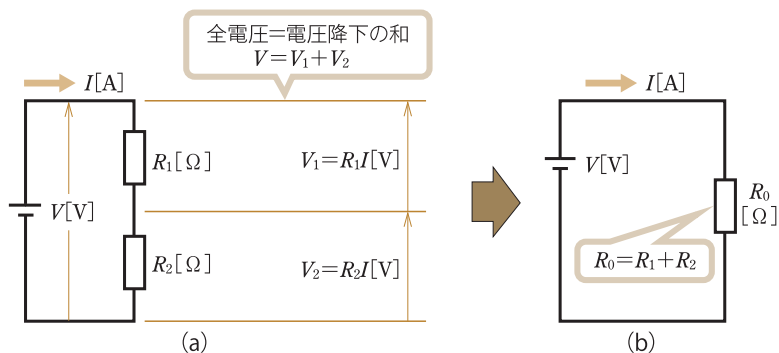 全電圧＝電圧降下の和
V＝V₁＋V₂
I[A]
R₁[Ω]
V₁＝R₁I[V]
V[V]
R₂[Ω]
V₂＝R₂I[V]
(a)
I[A]
V[V]
R₀
[Ω]
R₀＝R₁＋R₂
(b)